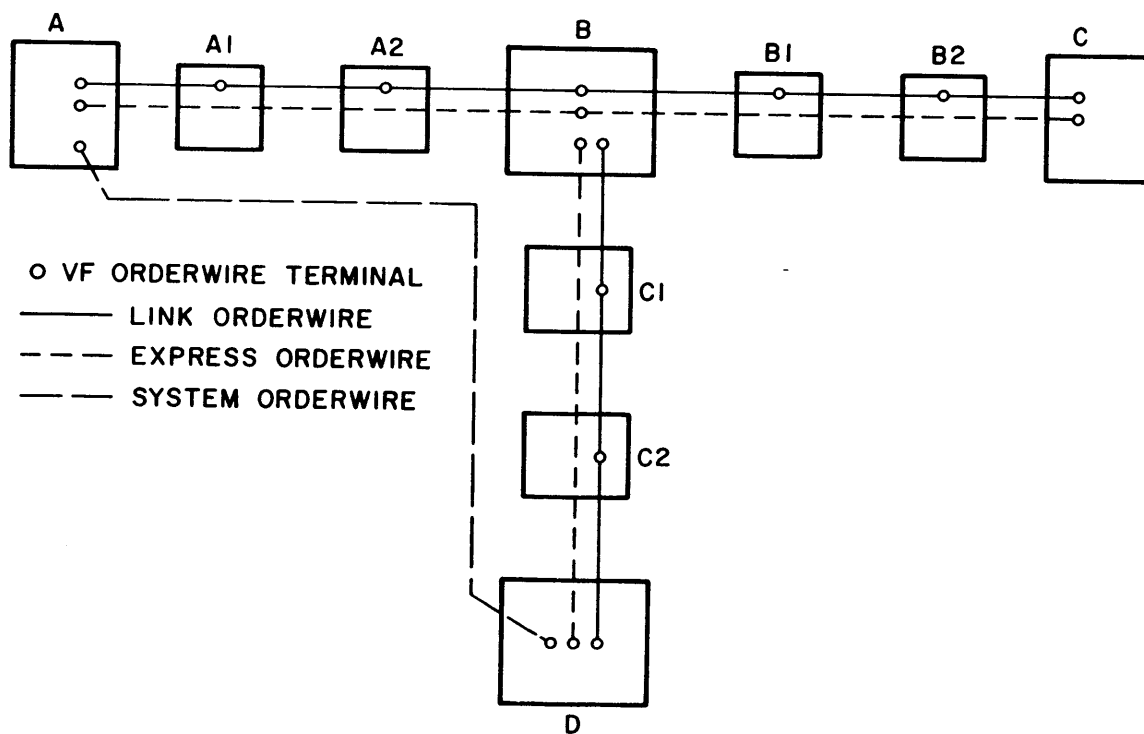 A
A1
A2
B
B1
B2
C
VF ORDERWIRE TERMINAL
LINK ORDERWIRE
EXPRESS ORDERWIRE
SYSTEM ORDERWIRE
C1
C2
D